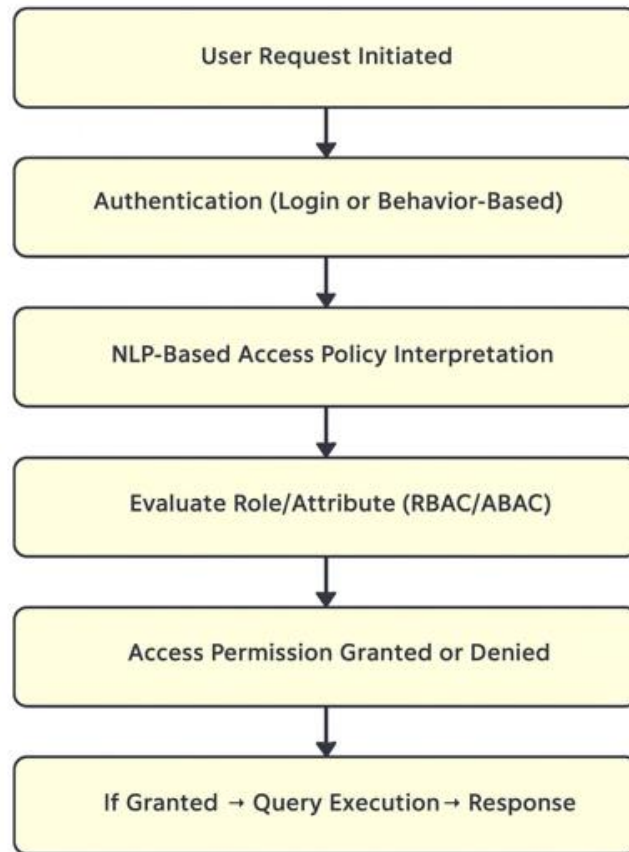 User Request Initiated
Authentication (Login or Behavior-Based)
NLP-Based Access Policy Interpretation
Evaluate Role/Attribute (RBAC/ABAC)
Access Permission Granted or Denied
If Granted → Query Execution → Response